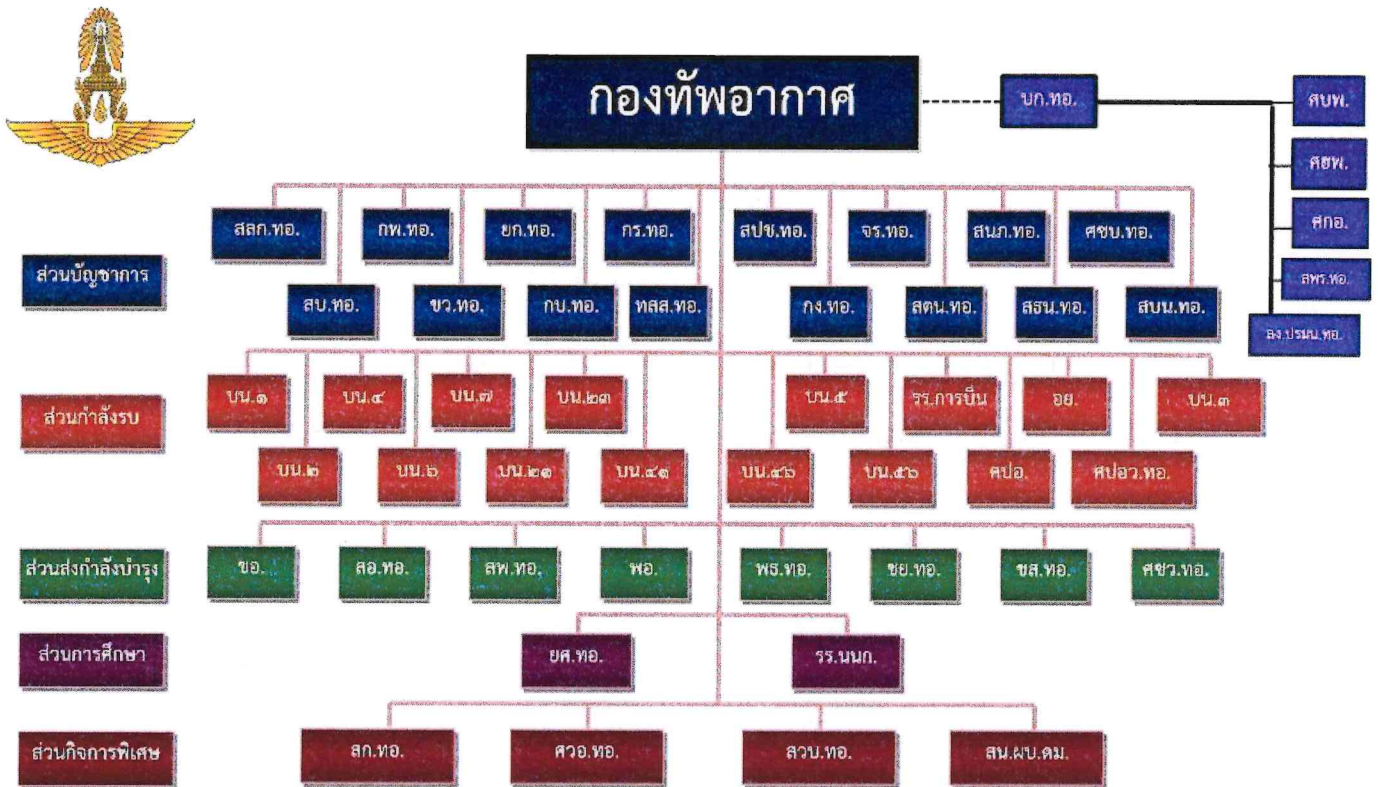 กองทัพอากาศ
บก.ทอ.
ศบพ.
ศฮพ.
ศกอ.
สพร.ทอ.
ส่วนบัญชาการ
สลก.ทอ.
กพ.ทอ.
ยก.ทอ.
กร.ทอ.
สปช.ทอ.
จร.ทอ.
สนภ.ทอ.
ศซบ.ทอ.
สบ.ทอ.
ขว.ทอ.
กบ.ทอ.
ทสส.ทอ.
กง.ทอ.
สตน.ทอ.
สธน.ทอ.
สบน.ทอ.
ส่วนกำลังรบ
บน.๑
บน.๔
บน.๗
บน.๒๓
บน.๕
รร.การบิน
อย.
บน.๓
บน.๒
บน.๖
บน.๒๑
บน.๔๑
บน.๔๖
บน.๕๖
ศปอ.
ศปอว.ทอ.
ส่วนส่งกำลังบำรุง
ชอ.
สอ.ทอ.
สพ.ทอ.
พอ.
พธ.ทอ.
ชย.ทอ.
ขส.ทอ.
ศซว.ทอ.
ส่วนการศึกษา
ยศ.ทอ.
รร.นนก.
ส่วนกิจการพิเศษ
สก.ทอ.
ศวอ.ทอ.
สวบ.ทอ.
สน.ผบ.ดม.